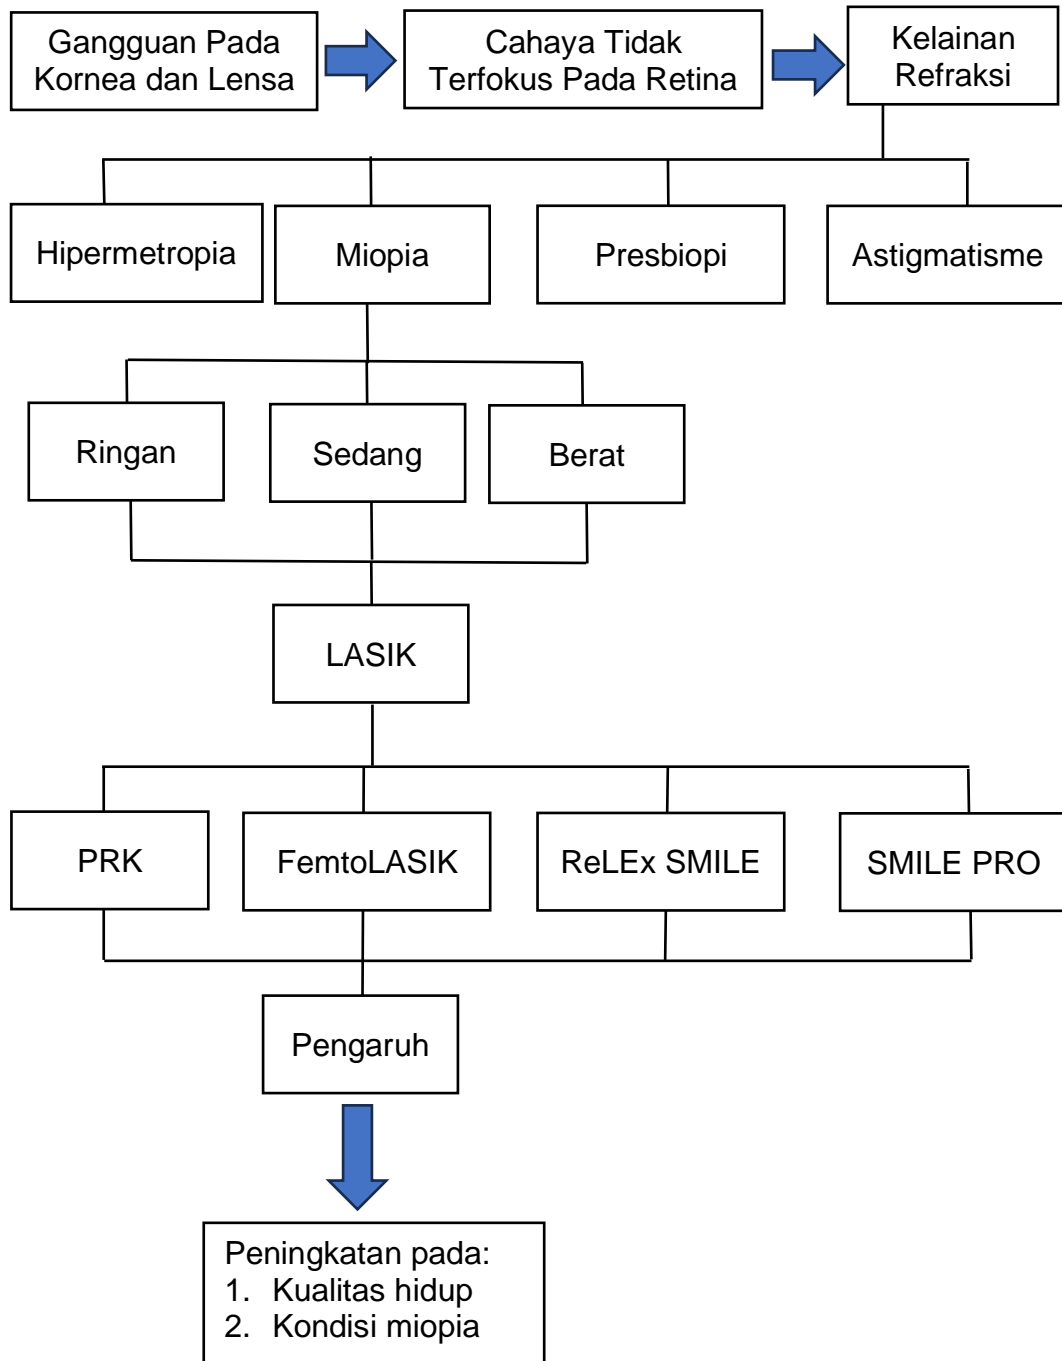 Gangguan Pada
Kornea dan Lensa
Cahaya Tidak
Terfokus Pada Retina
Kelainan
Refraksi
Hipermetropia
Miopia
Presbiopi
Astigmatisme
Ringan
Sedang
Berat
LASIK
PRK
FemtoLASIK
ReLEx SMILE
SMILE PRO
Pengaruh
Peningkatan pada:
1. Kualitas hidup
2. Kondisi miopia